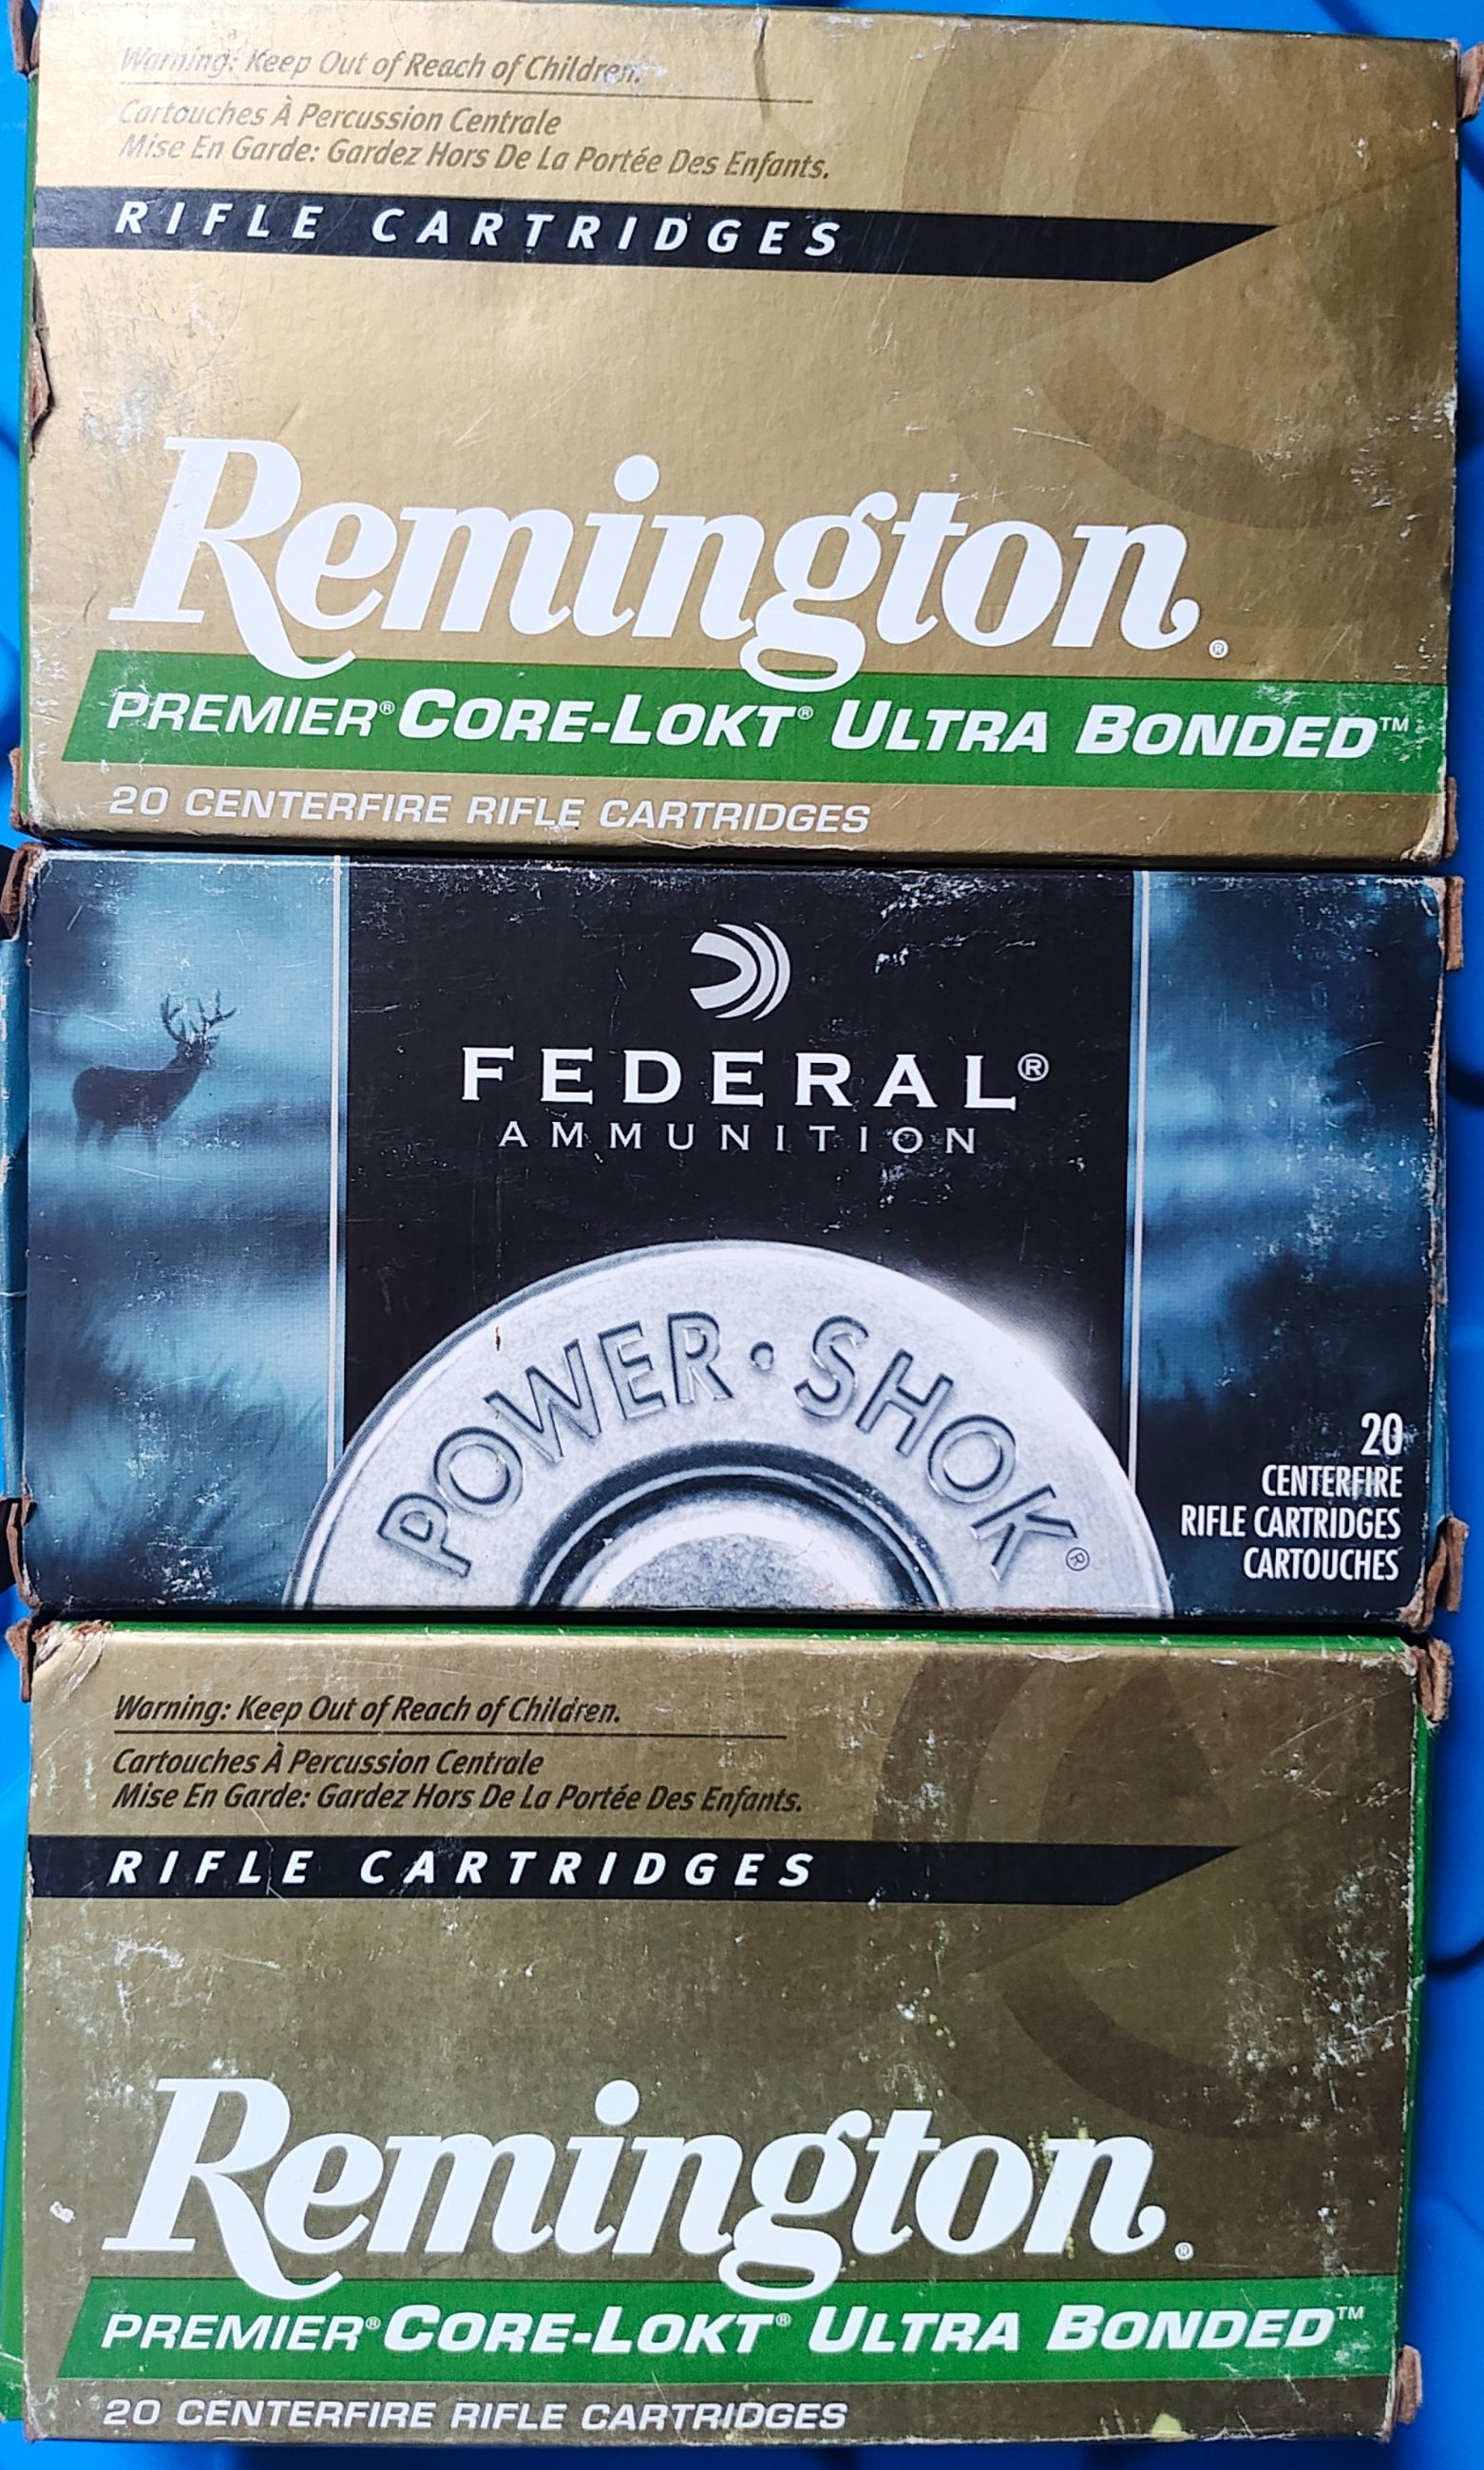 Warning: Keep Out of Reach of Children.
Cartouches À Percussion Centrale
Mise En Garde: Gardez Hors De La Portée Des Enfants.
RIFLE CARTRIDGES
Remington®
PREMIER® CORE-LOKT® ULTRA BONDED™
20 CENTERFIRE RIFLE CARTRIDGES
FEDERAL®
AMMUNITION
POWER·SHOK®
20
CENTERFIRE
RIFLE CARTRIDGES
CARTOUCHES
Warning: Keep Out of Reach of Children.
Cartouches À Percussion Centrale
Mise En Garde: Gardez Hors De La Portée Des Enfants.
RIFLE CARTRIDGES
Remington®
PREMIER® CORE-LOKT® ULTRA BONDED™
20 CENTERFIRE RIFLE CARTRIDGES